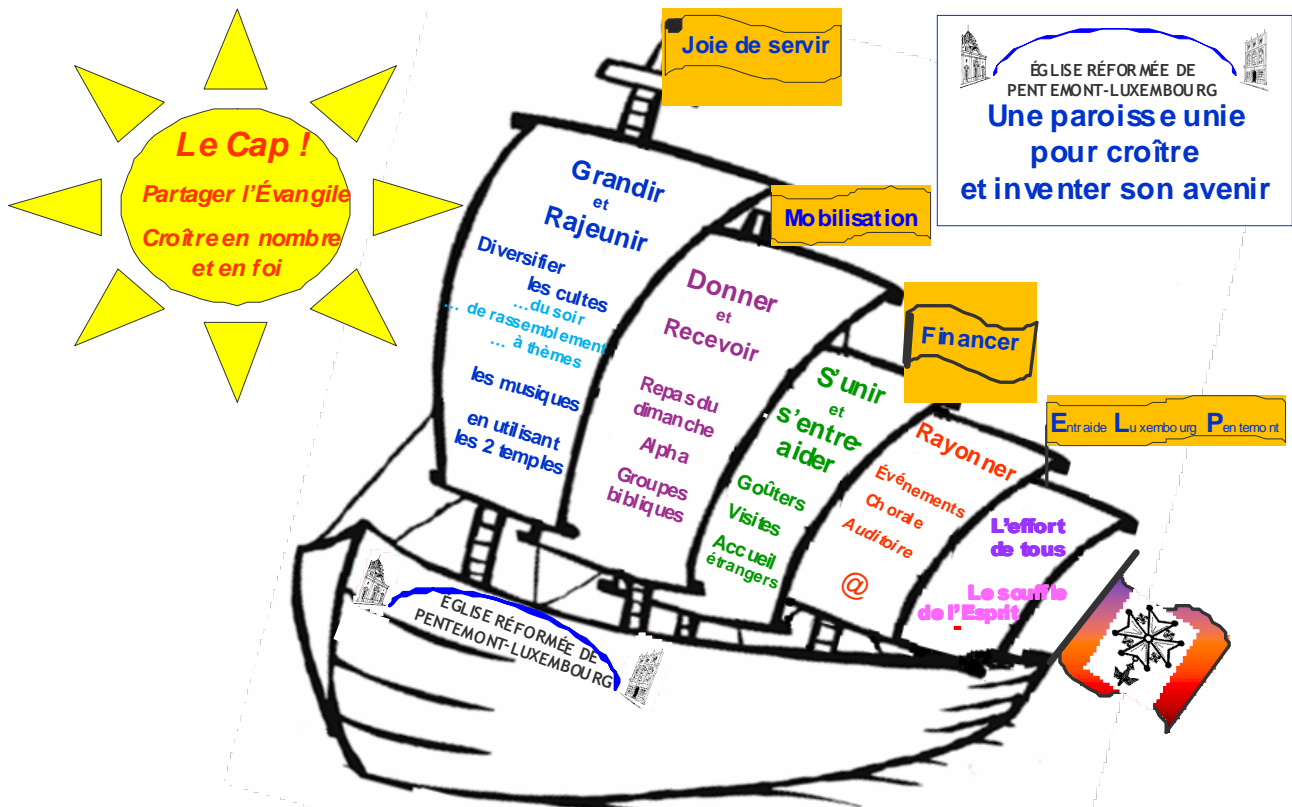 Le Cap !
Partager l'Évangile
Croître en nombre
et en foi
Joie de servir
ÉGLISE RÉFORMÉE DE
PENTEMONT-LUXEMBOURG
Une paroisse unie
pour croître
et inventer son avenir
Mobilisation
Financer
Entraide Luxembourg Pentemont
Grandir
et
Rajeunir
Diversifier
les cultes
...du soir
... de rassemblement
... à thèmes
les musiques
en utilisant
les 2 temples
Donner
et
Recevoir
Repas du
dimanche
Alpha
Groupes
bibliques
S'unir
et
s'entre-
aider
Goûters
Visites
Accueil
étrangers
Rayonner
Événements
Chorale
Auditoire
@
L'effort
de tous
Le souffle
de l'Esprit
ÉGLISE RÉFORMÉE DE
PENTEMONT-LUXEMBOURG